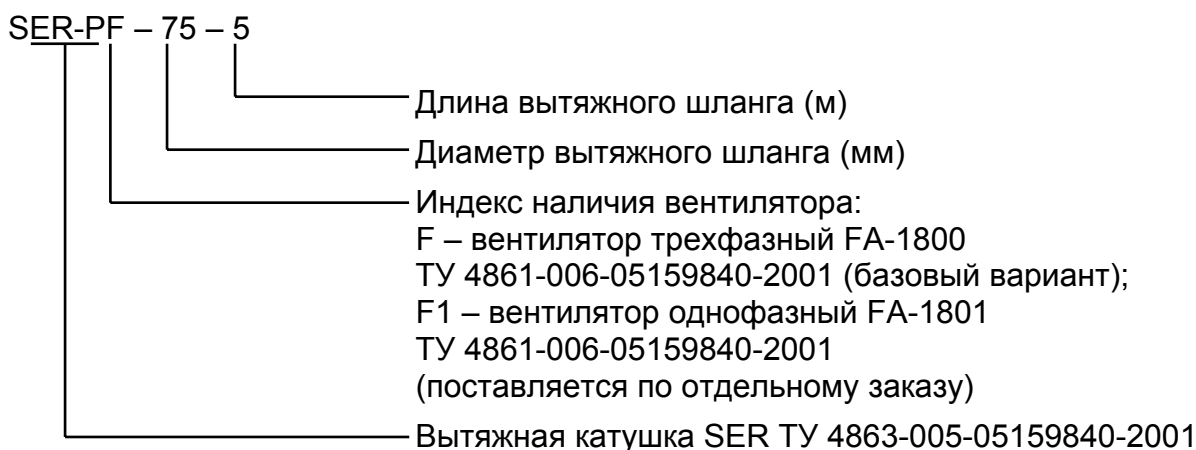 SER-PF – 75 – 5
Длина вытяжного шланга (м)
Диаметр вытяжного шланга (мм)
Индекс наличия вентилятора:
F – вентилятор трехфазный FA-1800
ТУ 4861-006-05159840-2001 (базовый вариант);
F1 – вентилятор однофазный FA-1801
ТУ 4861-006-05159840-2001
(поставляется по отдельному заказу)
Вытяжная катушка SER ТУ 4863-005-05159840-2001